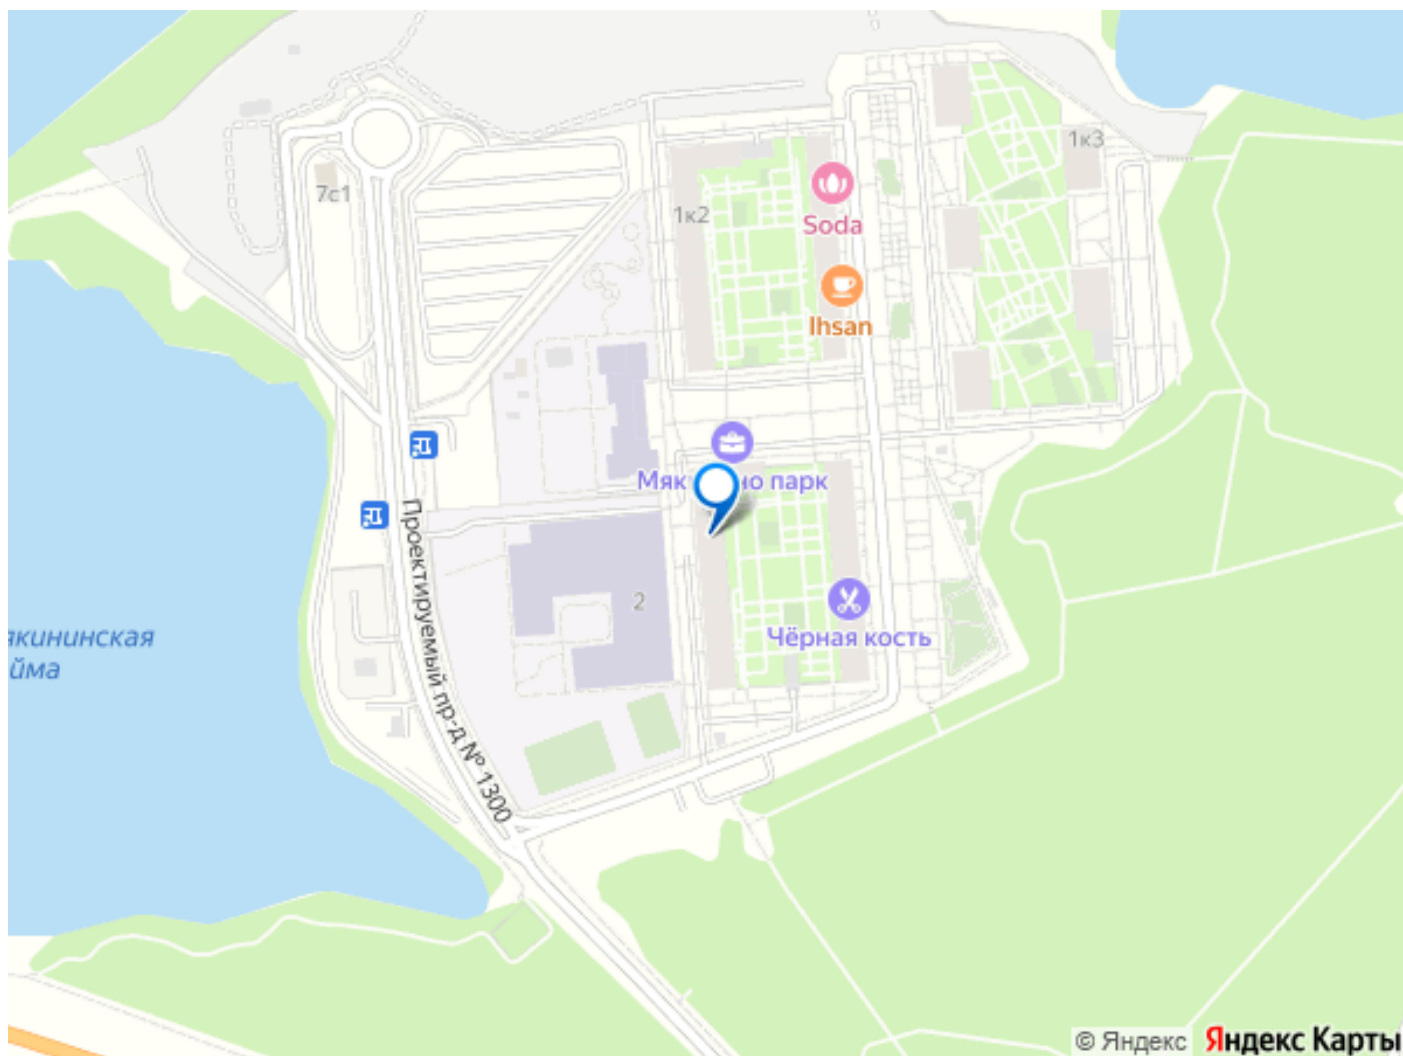 1к3
7с1
1к2
Soda
Ihsan
Мяк но парк
Проектируемый пр-д № 1300
2
Чёрная кость
якининская
йма
© Яндекс Яндекс Карты